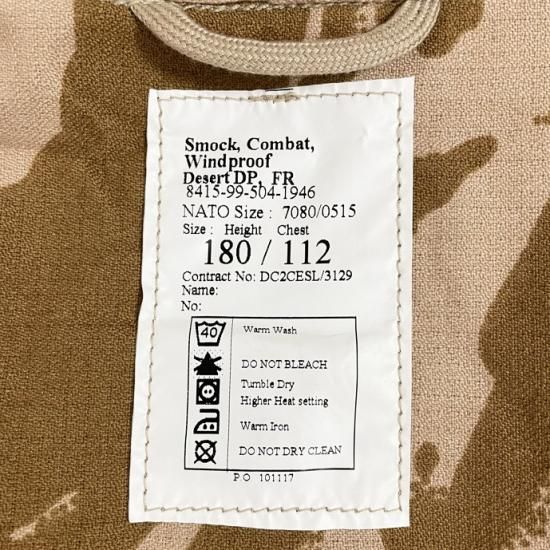 Smock, Combat,
Windproof
Desert DP, FR
8415-99-504-1946
NATO Size : 7080/0515
Size : Height Chest
180 / 112
Contract No: DC2CESL/3129
Name:
No:
40 Warm Wash
DO NOT BLEACH
Tumble Dry
Higher Heat setting
Warm Iron
DO NOT DRY CLEAN
P.O 101117